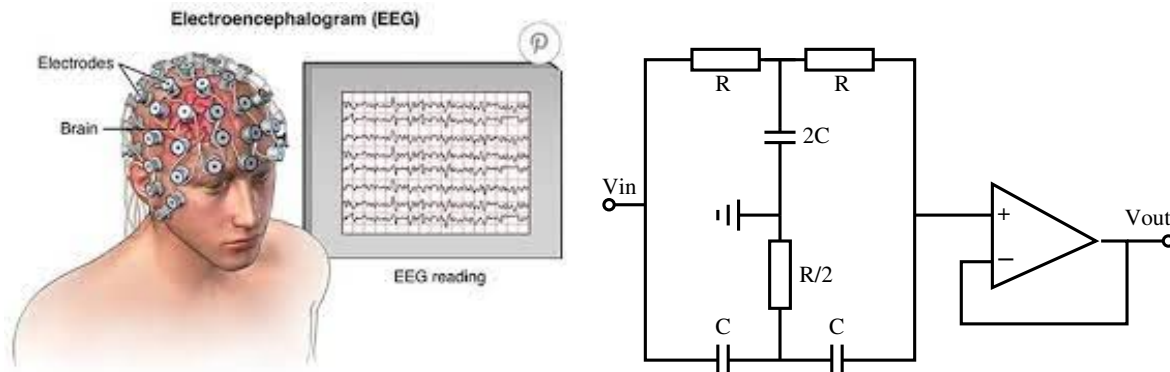 Electroencephalogram (EEG)
Electrodes
Brain
EEG reading
R
R
2C
Vin
R/2
C
C
+
−
Vout